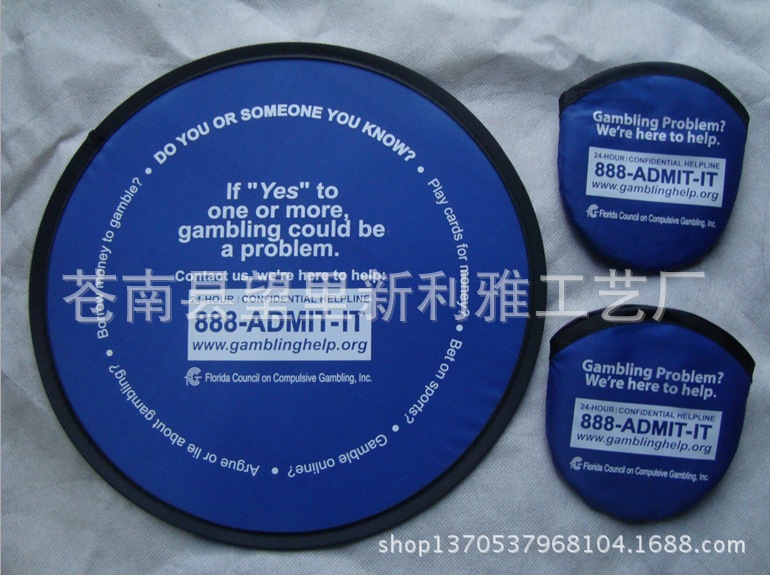 DO YOU OR SOMEONE YOU KNOW? • Play cards for money? • Bet on sports? • Gamble online? • Argue or lie about gambling? • Borrow money to gamble? •
If "Yes" to
one or more,
gambling could be
a problem.
Contact us, we're here to help:
24-HOUR | CONFIDENTIAL HELPLINE
888-ADMIT-IT
www.gamblinghelp.org
Florida Council on Compulsive Gambling, Inc.
Gambling Problem?
We're here to help.
24-HOUR | CONFIDENTIAL HELPLINE
888-ADMIT-IT
www.gamblinghelp.org
Florida Council on Compulsive Gambling, Inc.
Gambling Problem?
We're here to help.
24-HOUR | CONFIDENTIAL HELPLINE
888-ADMIT-IT
www.gamblinghelp.org
Florida Council on Compulsive Gambling, Inc.
苍南县望里新利雅工艺厂
shop1370537968104.1688.com